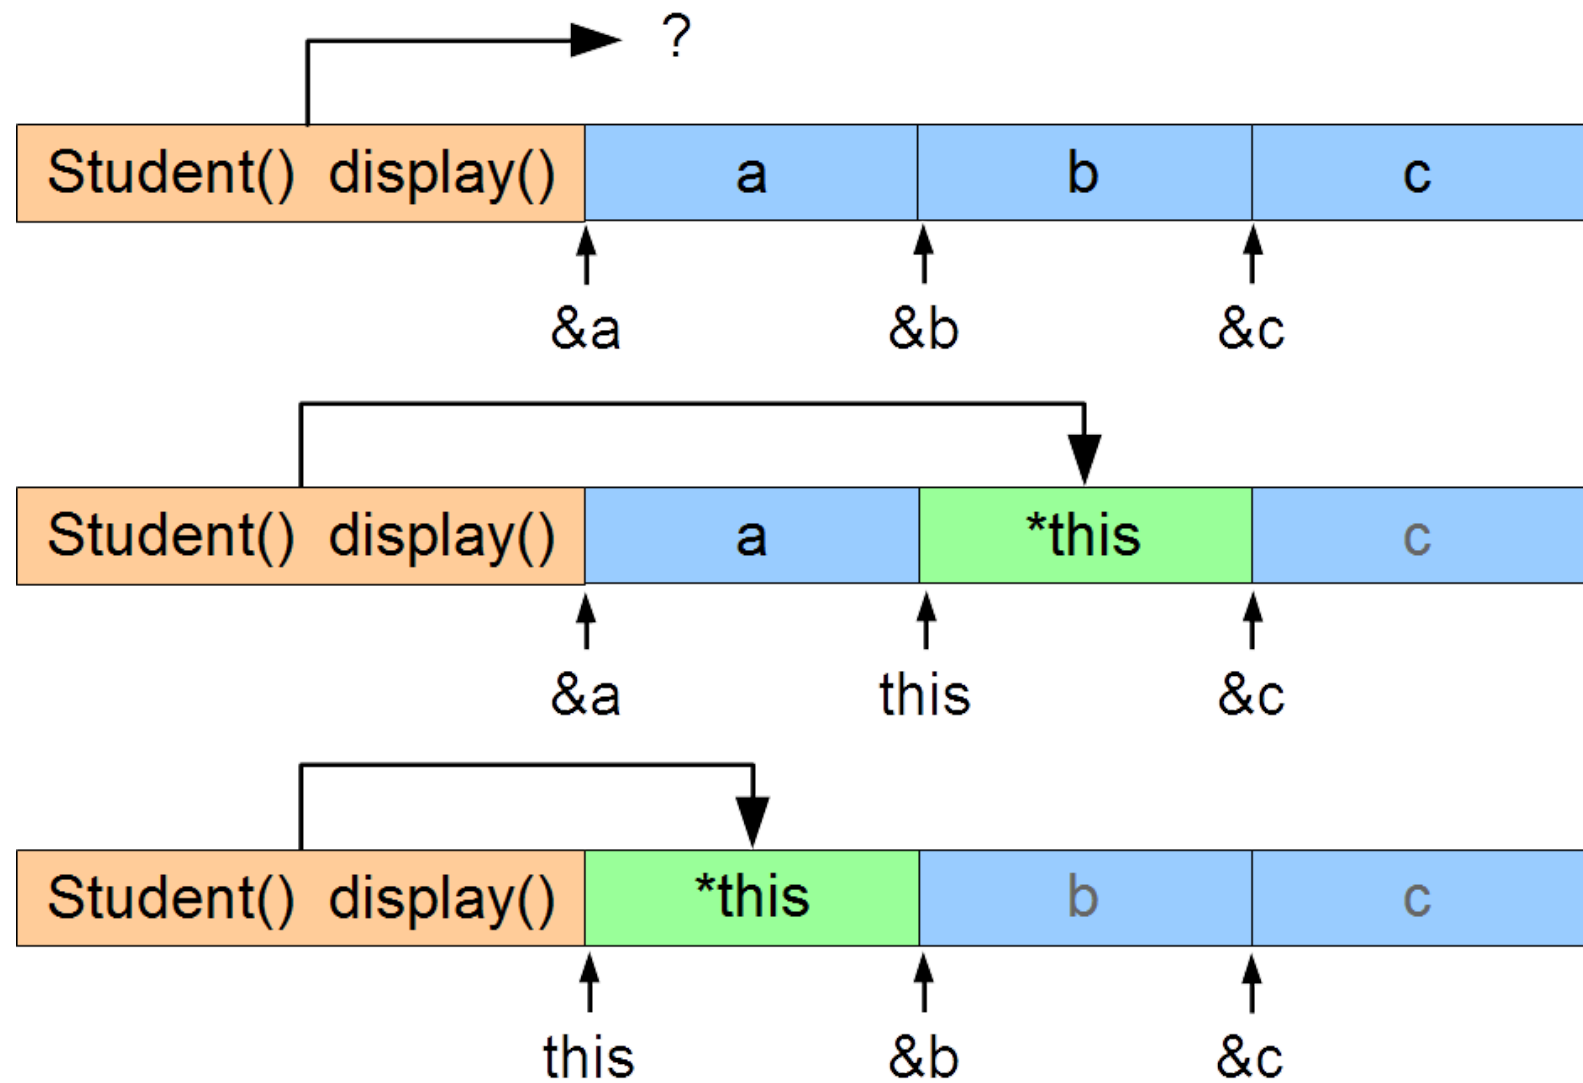 ?
Student() display() a b c
&a &b &c
Student() display() a *this c
&a this &c
Student() display() *this b c
this &b &c